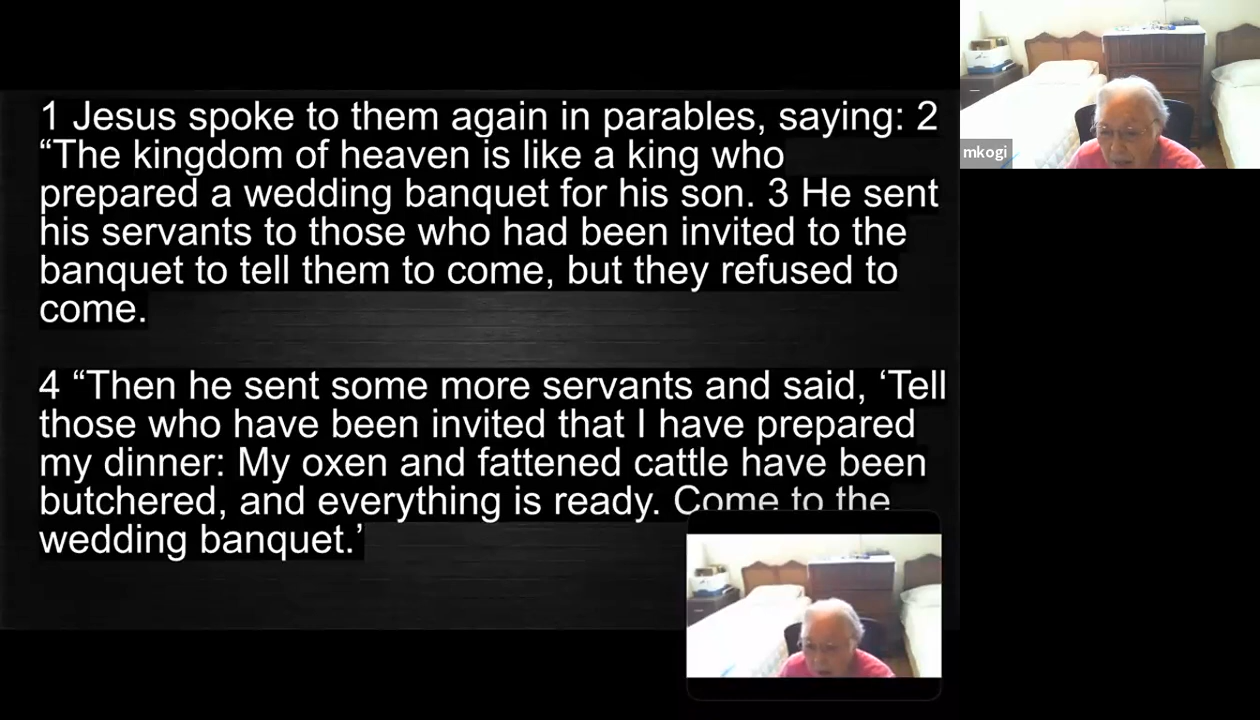 1 Jesus spoke to them again in parables, saying: 2
“The kingdom of heaven is like a king who
prepared a wedding banquet for his son. 3 He sent
his servants to those who had been invited to the
banquet to tell them to come, but they refused to
come.
4 “Then he sent some more servants and said, ‘Tell
those who have been invited that I have prepared
my dinner: My oxen and fattened cattle have been
butchered, and everything is ready. Come to the
wedding banquet.’
mkogi